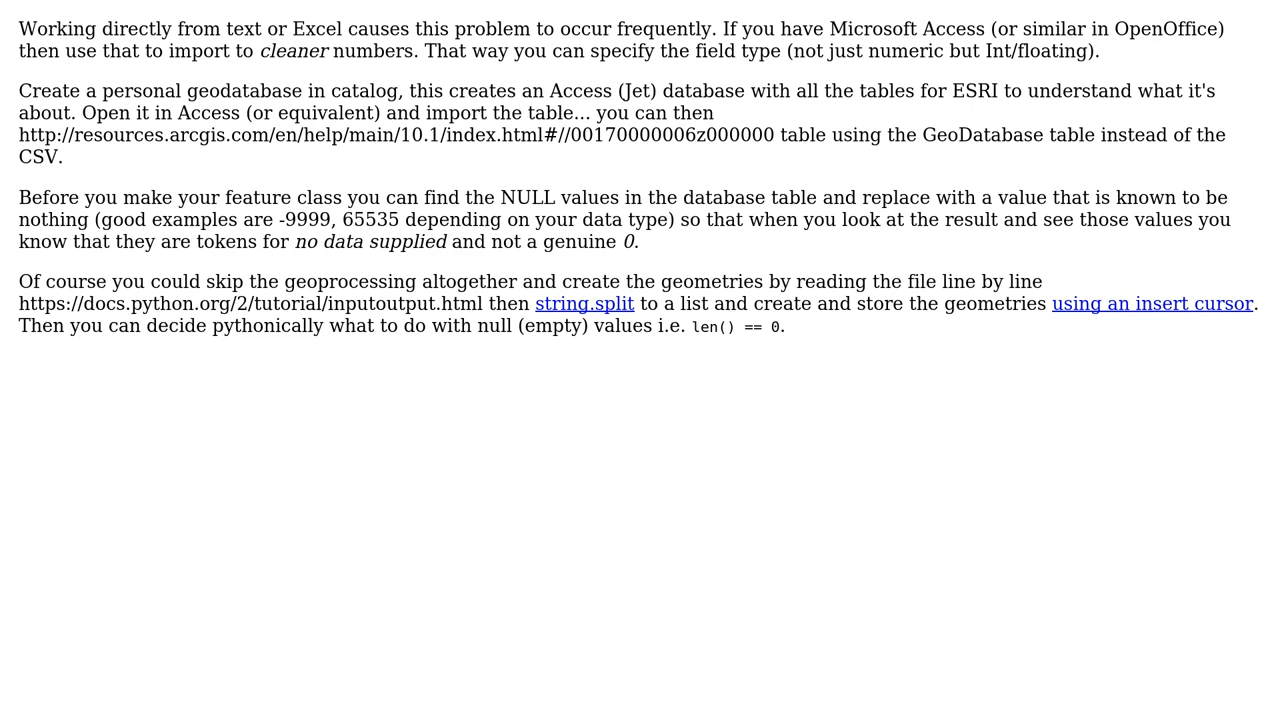 Working directly from text or Excel causes this problem to occur frequently. If you have Microsoft Access (or similar in OpenOffice)
then use that to import to cleaner numbers. That way you can specify the field type (not just numeric but Int/floating).
Create a personal geodatabase in catalog, this creates an Access (Jet) database with all the tables for ESRI to understand what it's
about. Open it in Access (or equivalent) and import the table... you can then
http://resources.arcgis.com/en/help/main/10.1/index.html#//00170000006z000000 table using the GeoDatabase table instead of the
CSV.
Before you make your feature class you can find the NULL values in the database table and replace with a value that is known to be
nothing (good examples are -9999, 65535 depending on your data type) so that when you look at the result and see those values you
know that they are tokens for no data supplied and not a genuine 0.
Of course you could skip the geoprocessing altogether and create the geometries by reading the file line by line
https://docs.python.org/2/tutorial/inputoutput.html then string.split to a list and create and store the geometries using an insert cursor.
Then you can decide pythonically what to do with null (empty) values i.e. len() == 0.